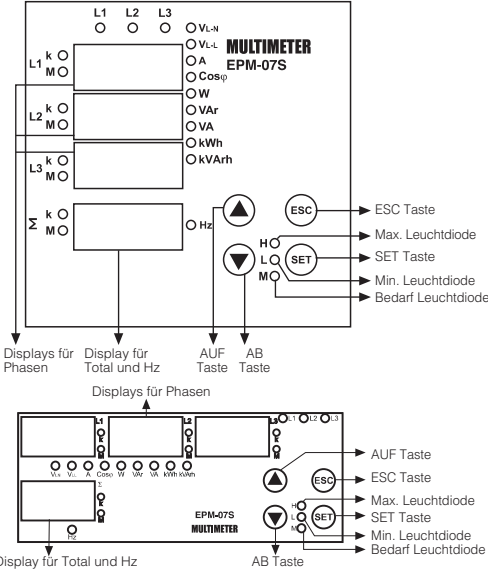 L1 L2 L3
VL-N
VL-L
MULTIMETER
EPM-07S
A
Cosφ
W
VAr
VA
kWh
kVArh
L1 k
M
L2 k
M
L3 k
M
Σ k
M
Hz
ESC
ESC Taste
H
Max. Leuchtdiode
SET
SET Taste
L
Min. Leuchtdiode
M
Bedarf Leuchtdiode
Displays für
Phasen
Display für
Total und Hz
AUF
Taste
AB
Taste
Displays für Phasen
L1 L2 L3
L1 L2 L3
k k k
M M M
VLN VLL A Cosφ W VAr VA kWh kVArh
Σ
k
M
Hz
EPM-07S
MULTIMETER
AUF Taste
ESC
ESC Taste
H
Max. Leuchtdiode
L
SET
SET Taste
M
Min. Leuchtdiode
Bedarf Leuchtdiode
Display für Total und Hz
AB Taste